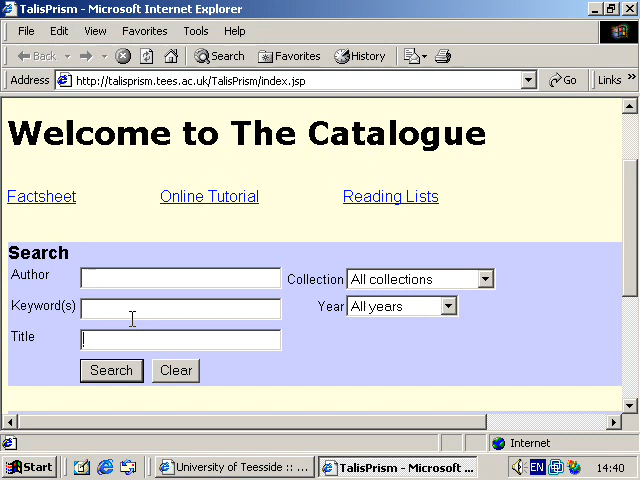 TalisPrism - Microsoft Internet Explorer
File Edit View Favorites Tools Help
Back Search Favorites History
Address http://talisprism.tees.ac.uk/TalisPrism/index.jsp Go Links »
Welcome to The Catalogue
Factsheet Online Tutorial Reading Lists
Search
Author Collection All collections
Keyword(s) Year All years
Title
Search Clear
Internet
Start University of Teesside :: ... TalisPrism - Microsoft ... EN 14:40